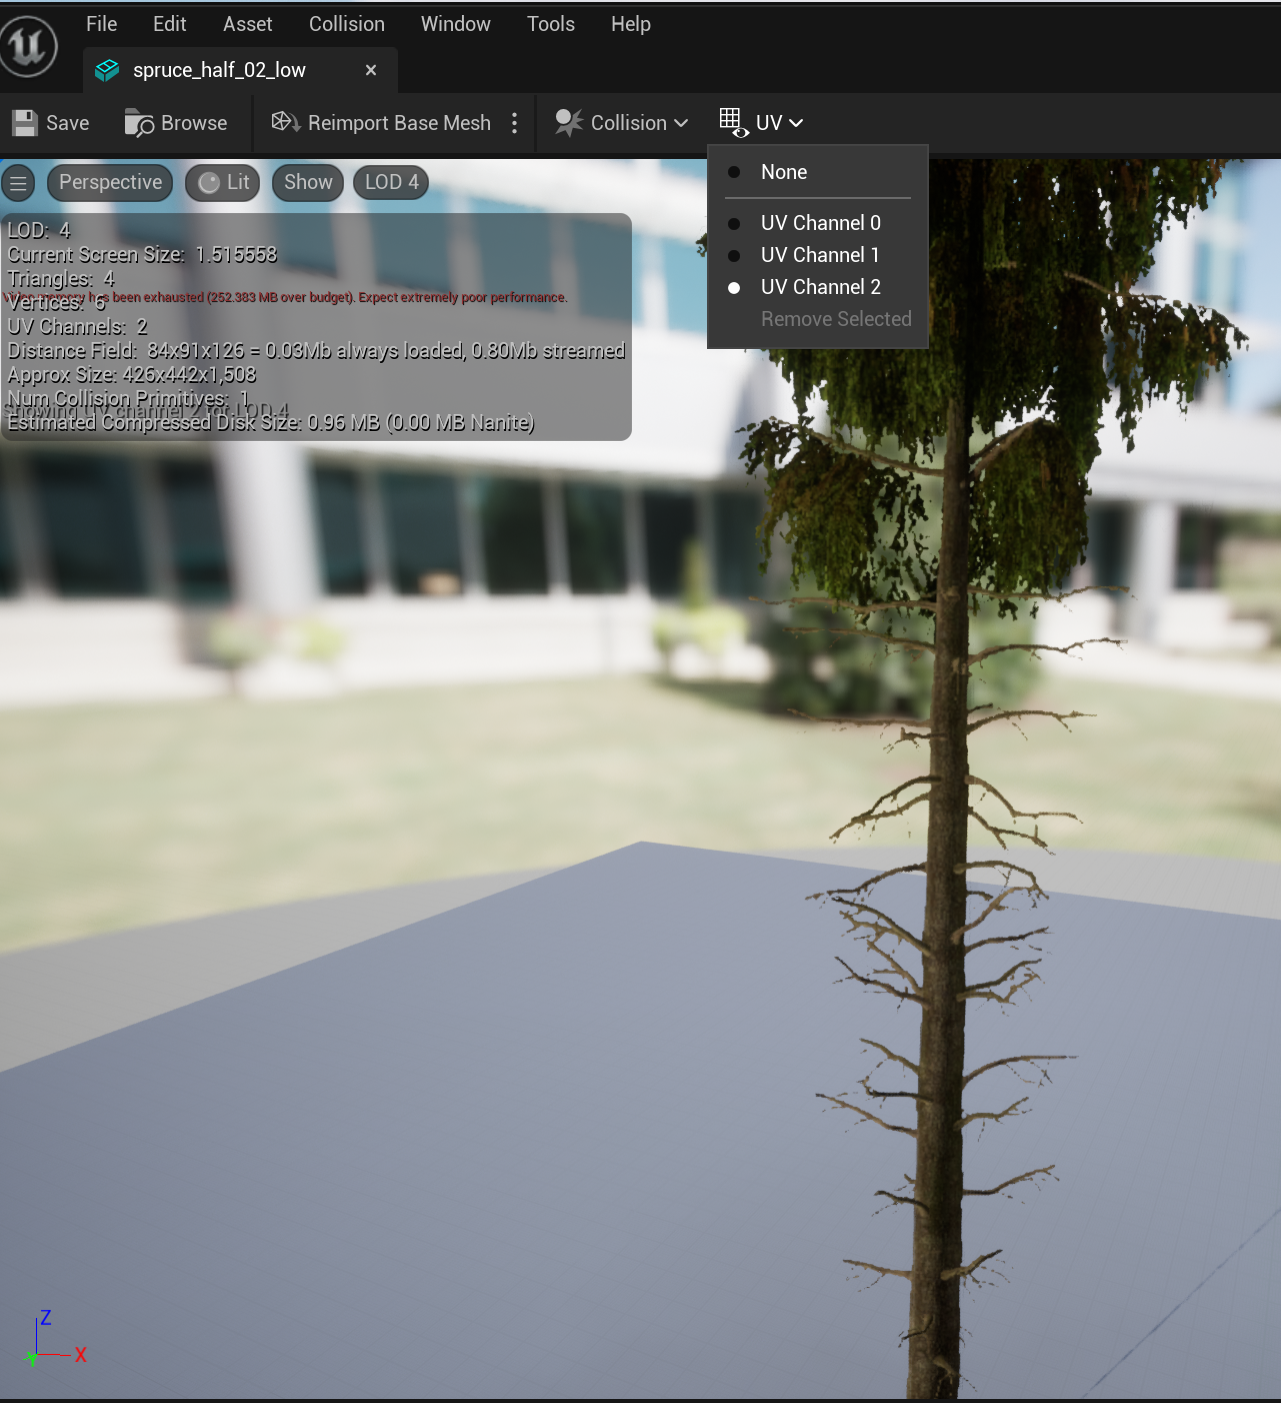 File Edit Asset Collision Window Tools Help
spruce_half_02_low
Save Browse Reimport Base Mesh Collision UV
None
UV Channel 0
UV Channel 1
UV Channel 2
Remove Selected
Perspective Lit Show LOD 4
LOD: 4
Current Screen Size: 1.515558
Triangles: 4
Video memory has been exhausted (252.383 MB over budget). Expect extremely poor performance.
Vertices: 6
UV Channels: 2
Distance Field: 84x91x126 = 0.03Mb always loaded, 0.80Mb streamed
Approx Size: 426x442x1,508
Num Collision Primitives: 1
Showing UV channel 2 for LOD 4
Estimated Compressed Disk Size: 0.96 MB (0.00 MB Nanite)
Z
Y X